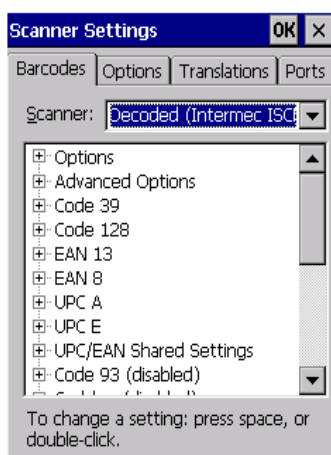 Scanner Settings OK ×
Barcodes Options Translations Ports
Scanner: Decoded (Intermec ISCP
Options
Advanced Options
Code 39
Code 128
EAN 13
EAN 8
UPC A
UPC E
UPC/EAN Shared Settings
Code 93 (disabled)
To change a setting: press space, or
double-click.